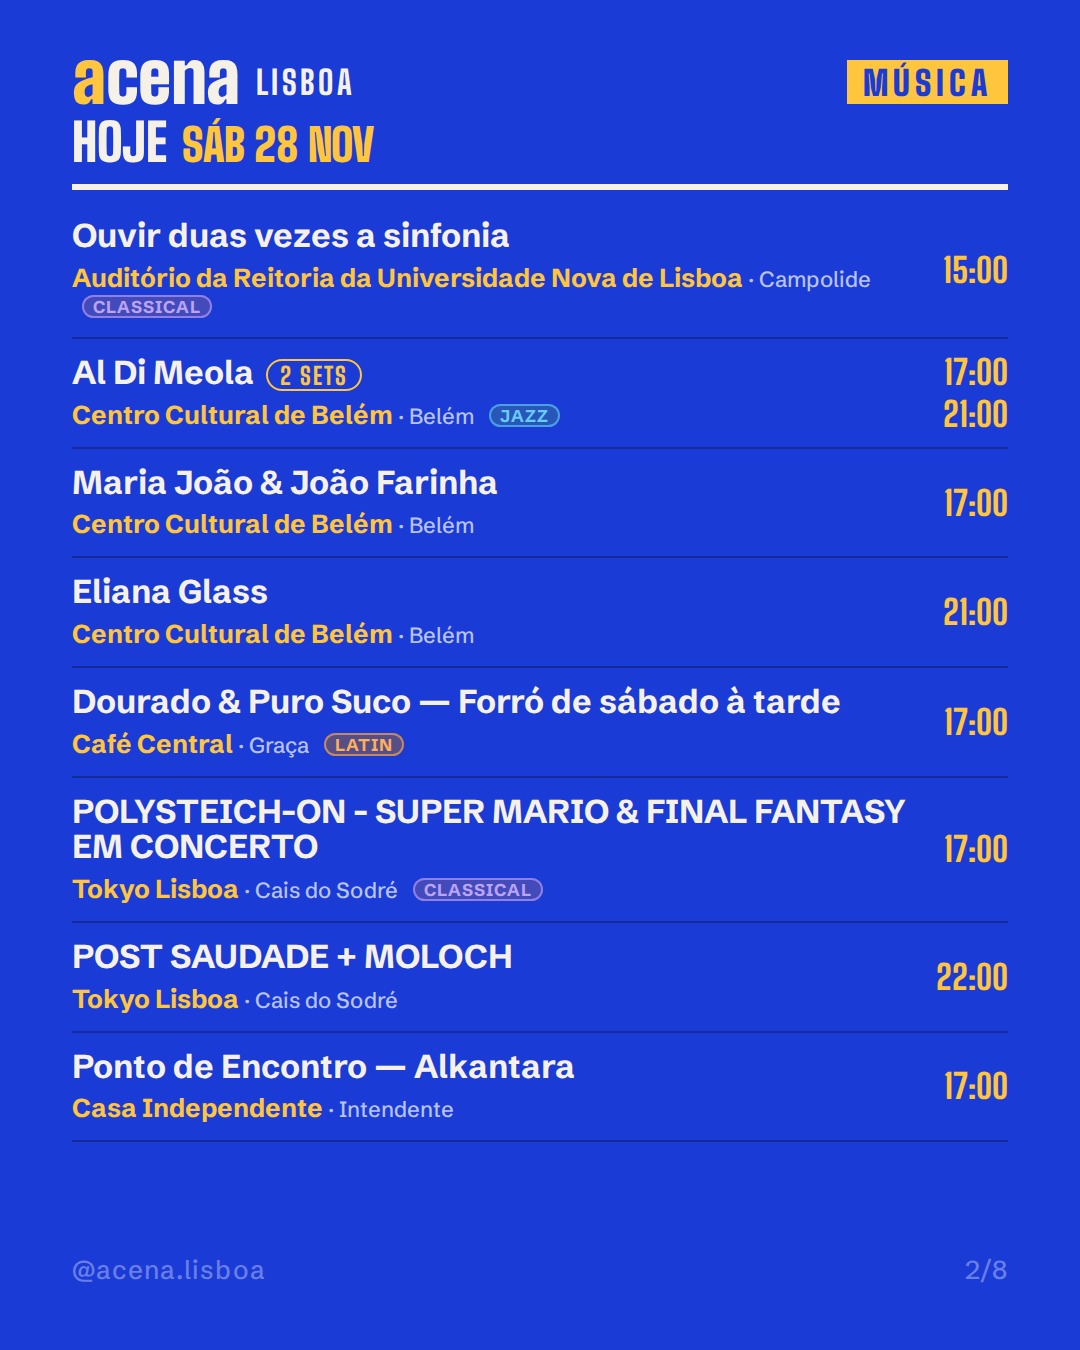 acena LISBOA
MÚSICA
HOJE SÁB 28 NOV
Ouvir duas vezes a sinfonia
Auditório da Reitoria da Universidade Nova de Lisboa · Campolide
CLASSICAL
15:00
Al Di Meola 2 SETS
Centro Cultural de Belém · Belém JAZZ
17:00
21:00
Maria João & João Farinha
Centro Cultural de Belém · Belém
17:00
Eliana Glass
Centro Cultural de Belém · Belém
21:00
Dourado & Puro Suco — Forró de sábado à tarde
Café Central · Graça LATIN
17:00
POLYSTEICH-ON - SUPER MARIO & FINAL FANTASY
EM CONCERTO
Tokyo Lisboa · Cais do Sodré CLASSICAL
17:00
POST SAUDADE + MOLOCH
Tokyo Lisboa · Cais do Sodré
22:00
Ponto de Encontro — Alkantara
Casa Independente · Intendente
17:00
@acena.lisboa
2/8